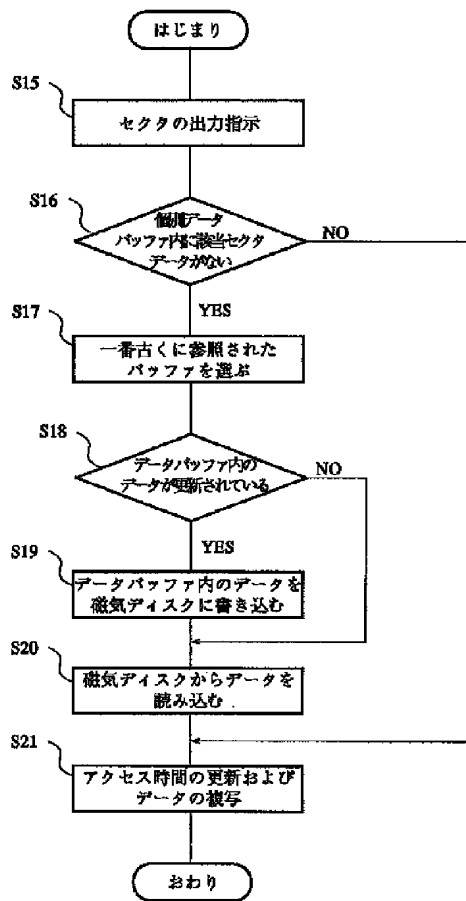 はじまり
S15
セクタの出力指示
S16
個別データ
バッファ内に該当セクタ
データがない
NO
YES
S17
一番古くに参照された
バッファを選ぶ
S18
データバッファ内の
データが更新されている
NO
YES
S19
データバッファ内のデータを
磁気ディスクに書き込む
S20
磁気ディスクからデータを
読み込む
S21
アクセス時間の更新および
データの複写
おわり